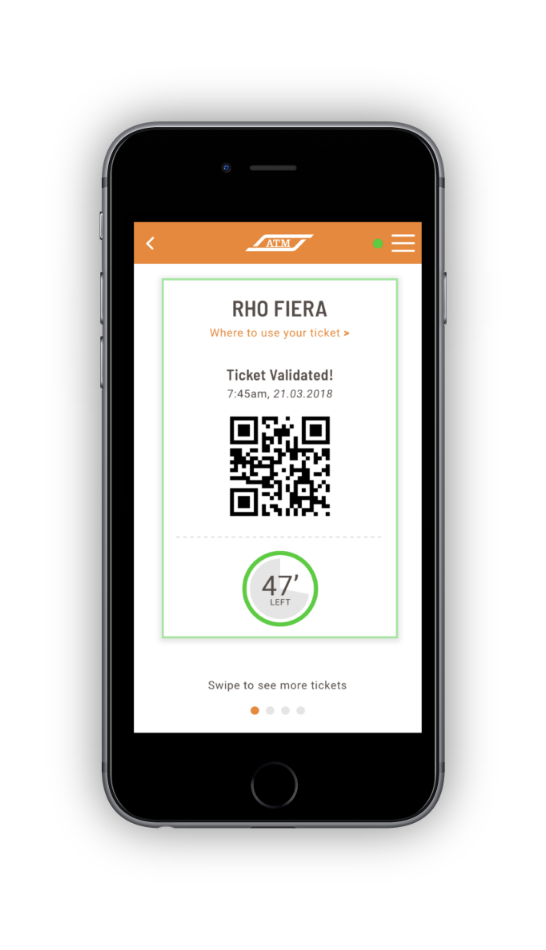 ATM
RHO FIERA
Where to use your ticket >
Ticket Validated!
7:45am, 21.03.2018
47’
LEFT
Swipe to see more tickets